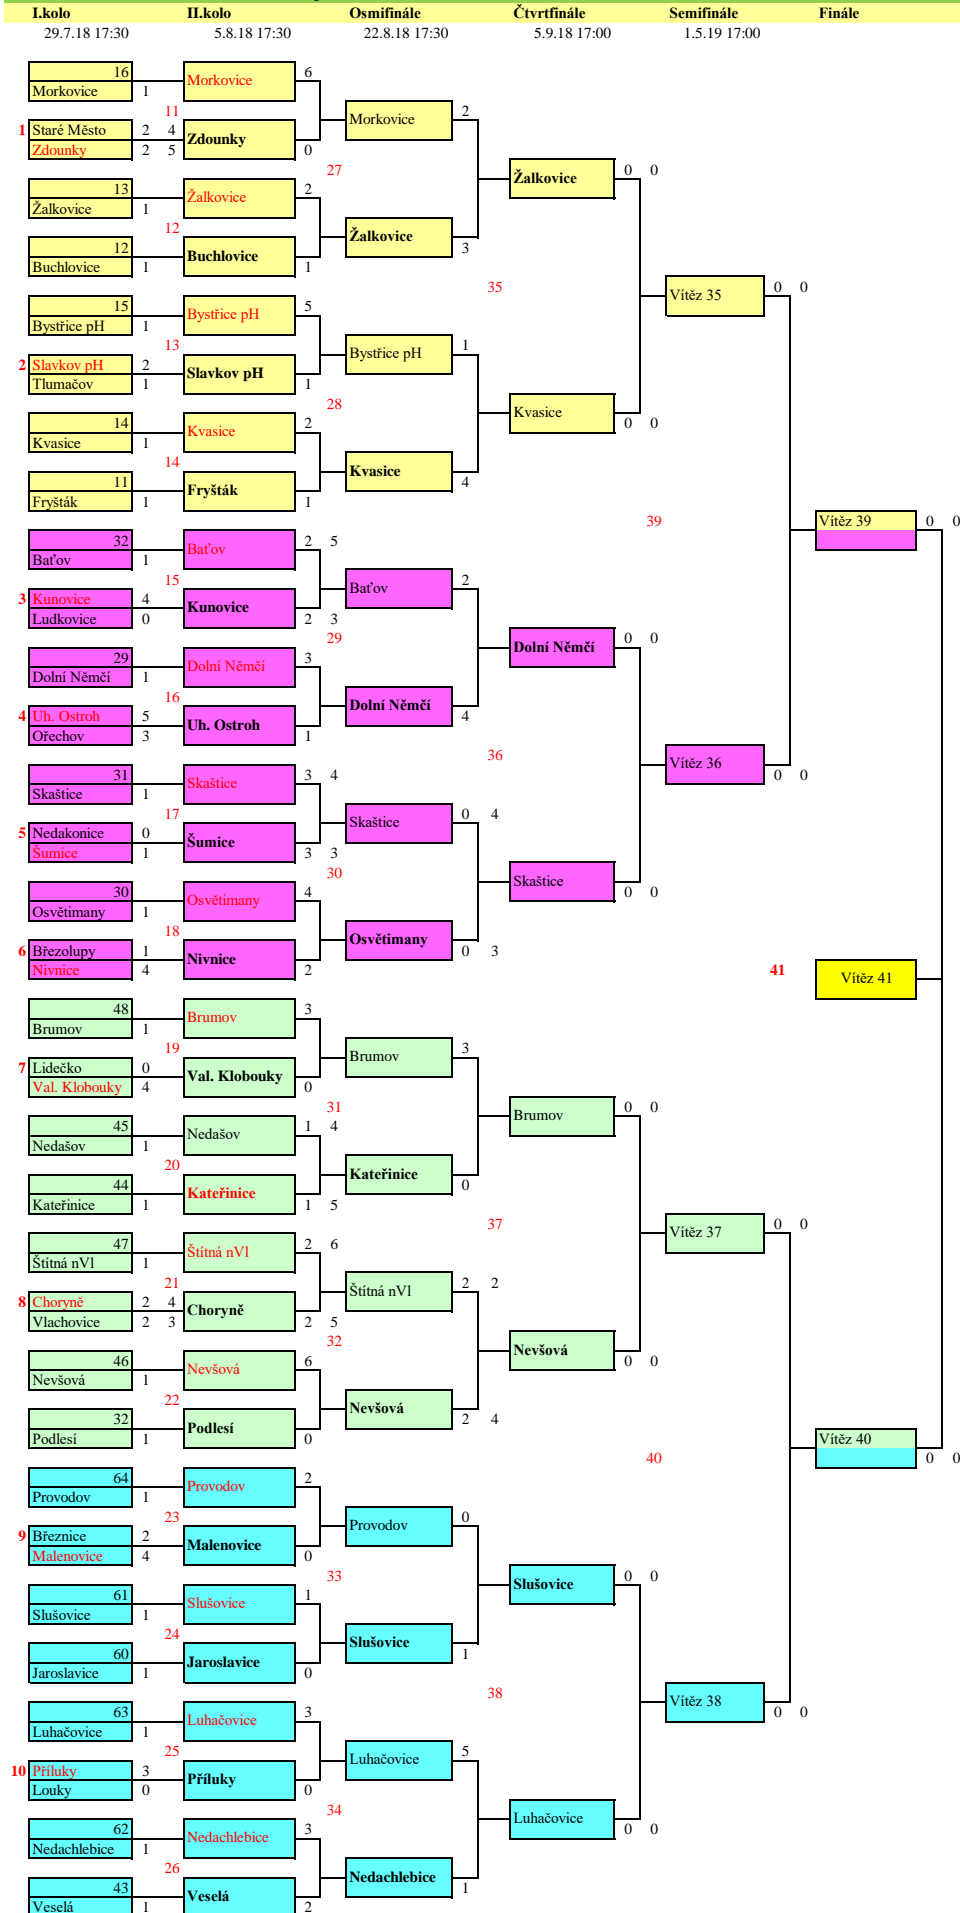 I.kolo II.kolo Osmifinále Čtvrtfinále Semifinále Finále
29.7.18 17:30 5.8.18 17:30 22.8.18 17:30 5.9.18 17:00 1.5.19 17:00
16 Morkovice 6
Morkovice 1
11 Morkovice 2
1 Staré Město 2 4 Zdounky
Zdounky 2 5 0
27 Žalkovice 0 0
13 Žalkovice 2
Žalkovice 1
12 Žalkovice
12 Buchlovice 3
Buchlovice 1 1
35 Vítěz 35 0 0
15 Bystřice pH 5
Bystřice pH 1
13 Bystřice pH 1
2 Slavkov pH 2 Slavkov pH
Tlumačov 1 1
28 Kvasice
14 Kvasice 2 0 0
Kvasice 1
14 Kvasice
11 Fryšták 4
Fryšták 1 1
39 Vítěz 39 0 0
32 Baťov 2 5
Baťov 1
15 Baťov 2
3 Kunovice 4 Kunovice
Ludkovice 0 2 3
29 Dolní Němčí 0 0
29 Dolní Němčí 3
Dolní Němčí 1
16 Dolní Němčí
4 Uh. Ostroh 5 Uh. Ostroh 4
Ořechov 3 1
36 Vítěz 36
31 Skaštice 3 4 0 0
Skaštice 1
17 Skaštice 0 4
5 Nedakonice 0 Šumice
Šumice 1 3 3
30 Skaštice
30 Osvětimany 4 0 0
Osvětimany 1
18 Osvětimany
6 Březolupy 1 Nivnice 0 3
Nivnice 4 2
41 Vítěz 41
48 Brumov 3
Brumov 1
19 Brumov 3
7 Lidečko 0 Val. Klobouky
Val. Klobouky 4 0
31 Brumov 0 0
45 Nedašov 1 4
Nedašov 1
20 Kateřinice
44 Kateřinice 0
Kateřinice 1 1 5
37 Vítěz 37 0 0
47 Štítná nVl 2 6
Štítná nVl 1
21 Štítná nVl 2 2
8 Choryně 2 4 Choryně
Vlachovice 2 3 2 5
32 Nevšová
46 Nevšová 6 0 0
Nevšová 1
22 Nevšová
32 Podlesí 2 4
Podlesí 1 0
40 Vítěz 40
0 0
64 Provodov 2
Provodov 1
23 Provodov 0
9 Březnice 2 Malenovice
Malenovice 4 0
33 Slušovice 0 0
61 Slušovice 1
Slušovice 1
24 Slušovice
60 Jaroslavice 1
Jaroslavice 1 0
38 Vítěz 38
63 Luhačovice 3 0 0
Luhačovice 1
25 Luhačovice 5
10 Příluky 3 Příluky
Louky 0 0
34 Luhačovice
62 Nedachlebice 3 0 0
Nedachlebice 1
26 Nedachlebice
43 Veselá 1
Veselá 1 2